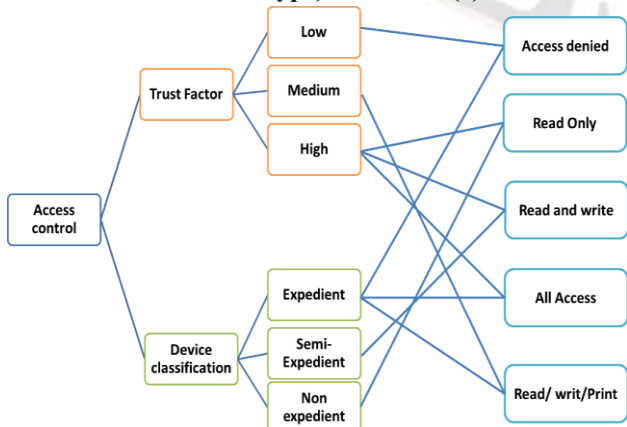 Low
Access denied
Trust Factor
Medium
Read Only
High
Access
control
Read and write
Expedient
All Access
Device
classification
Semi-
Expedient
Non
expedient
Read/ writ/Print